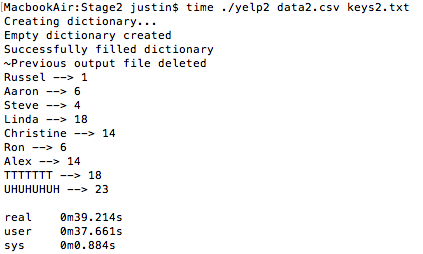 [MacbookAir:Stage2 justin$ time ./yelp2 data2.csv keys2.txt
Creating dictionary...
Empty dictionary created
Successfully filled dictionary
~Previous output file deleted
Russel --> 1
Aaron --> 6
Steve --> 4
Linda --> 18
Christine --> 14
Ron --> 6
Alex --> 14
TTTTTTT --> 18
UHUHUHUH --> 23
real 0m39.214s
user 0m37.661s
sys 0m0.884s